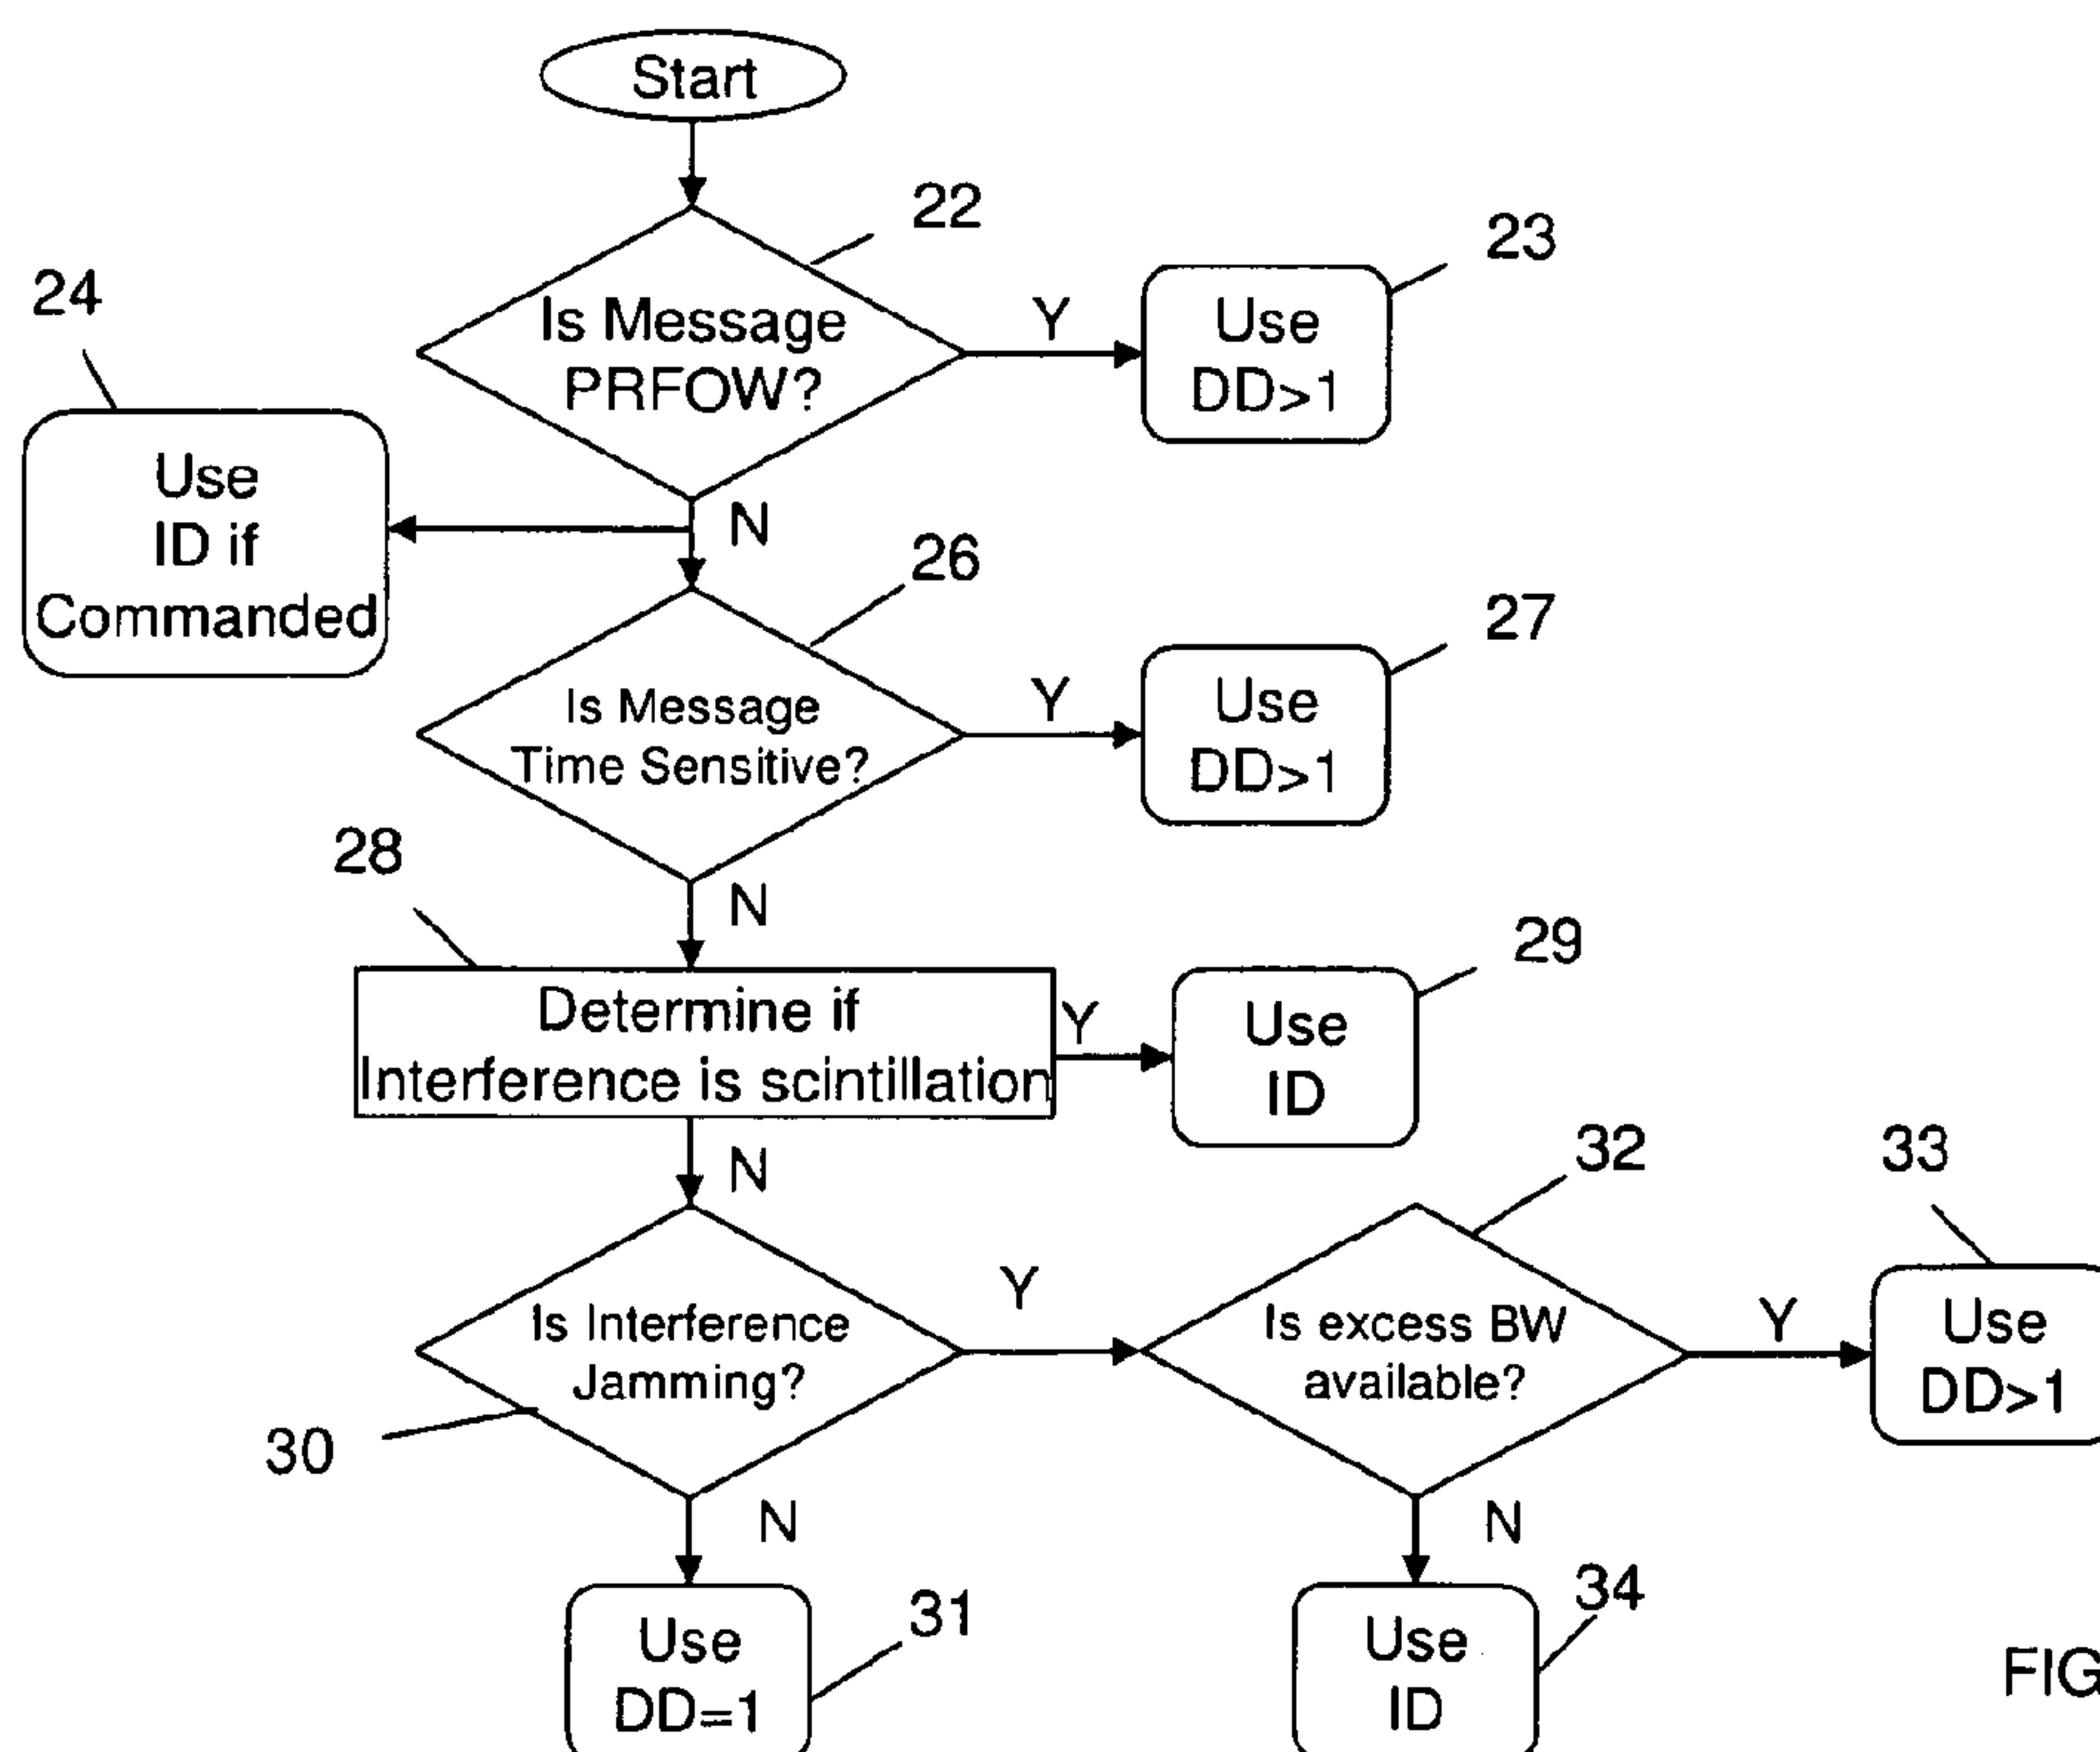 Start
22
23
24
Is Message
PRFOW?
Y
Use
DD>1
Use
ID if
Commanded
N
26
27
Is Message
Time Sensitive?
Y
Use
DD>1
28
N
29
Determine if
Interference is scintillation
Y
Use
ID
N
32
33
Is Interference
Jamming?
Y
Is excess BW
available?
Y
Use
DD>1
30
N
N
31
34
Use
DD=1
Use
ID
FIG